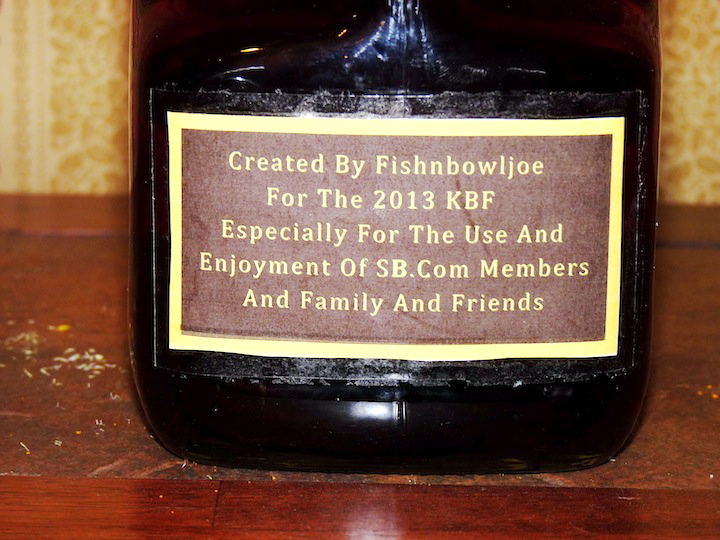 Created By Fishnbowljoe
For The 2013 KBF
Especially For The Use And
Enjoyment Of SB.Com Members
And Family And Friends